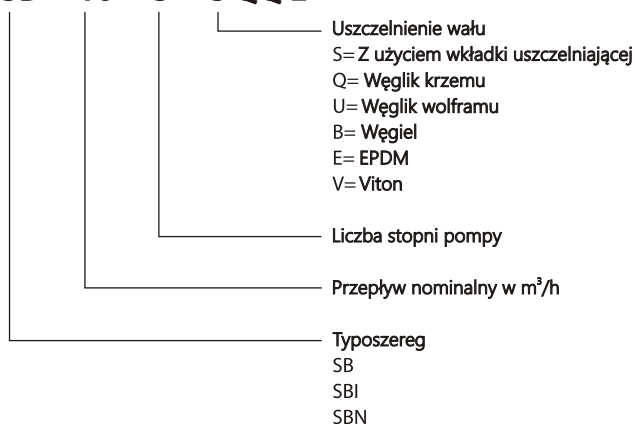 Uszczelnienie wału
S= Z użyciem wkładki uszczelniającej
Q= Węglik krzemu
U= Węglik wolframu
B= Węgiel
E= EPDM
V= Viton
Liczba stopni pompy
Przepływ nominalny w m³/h
Typoszereg
SB
SBI
SBN